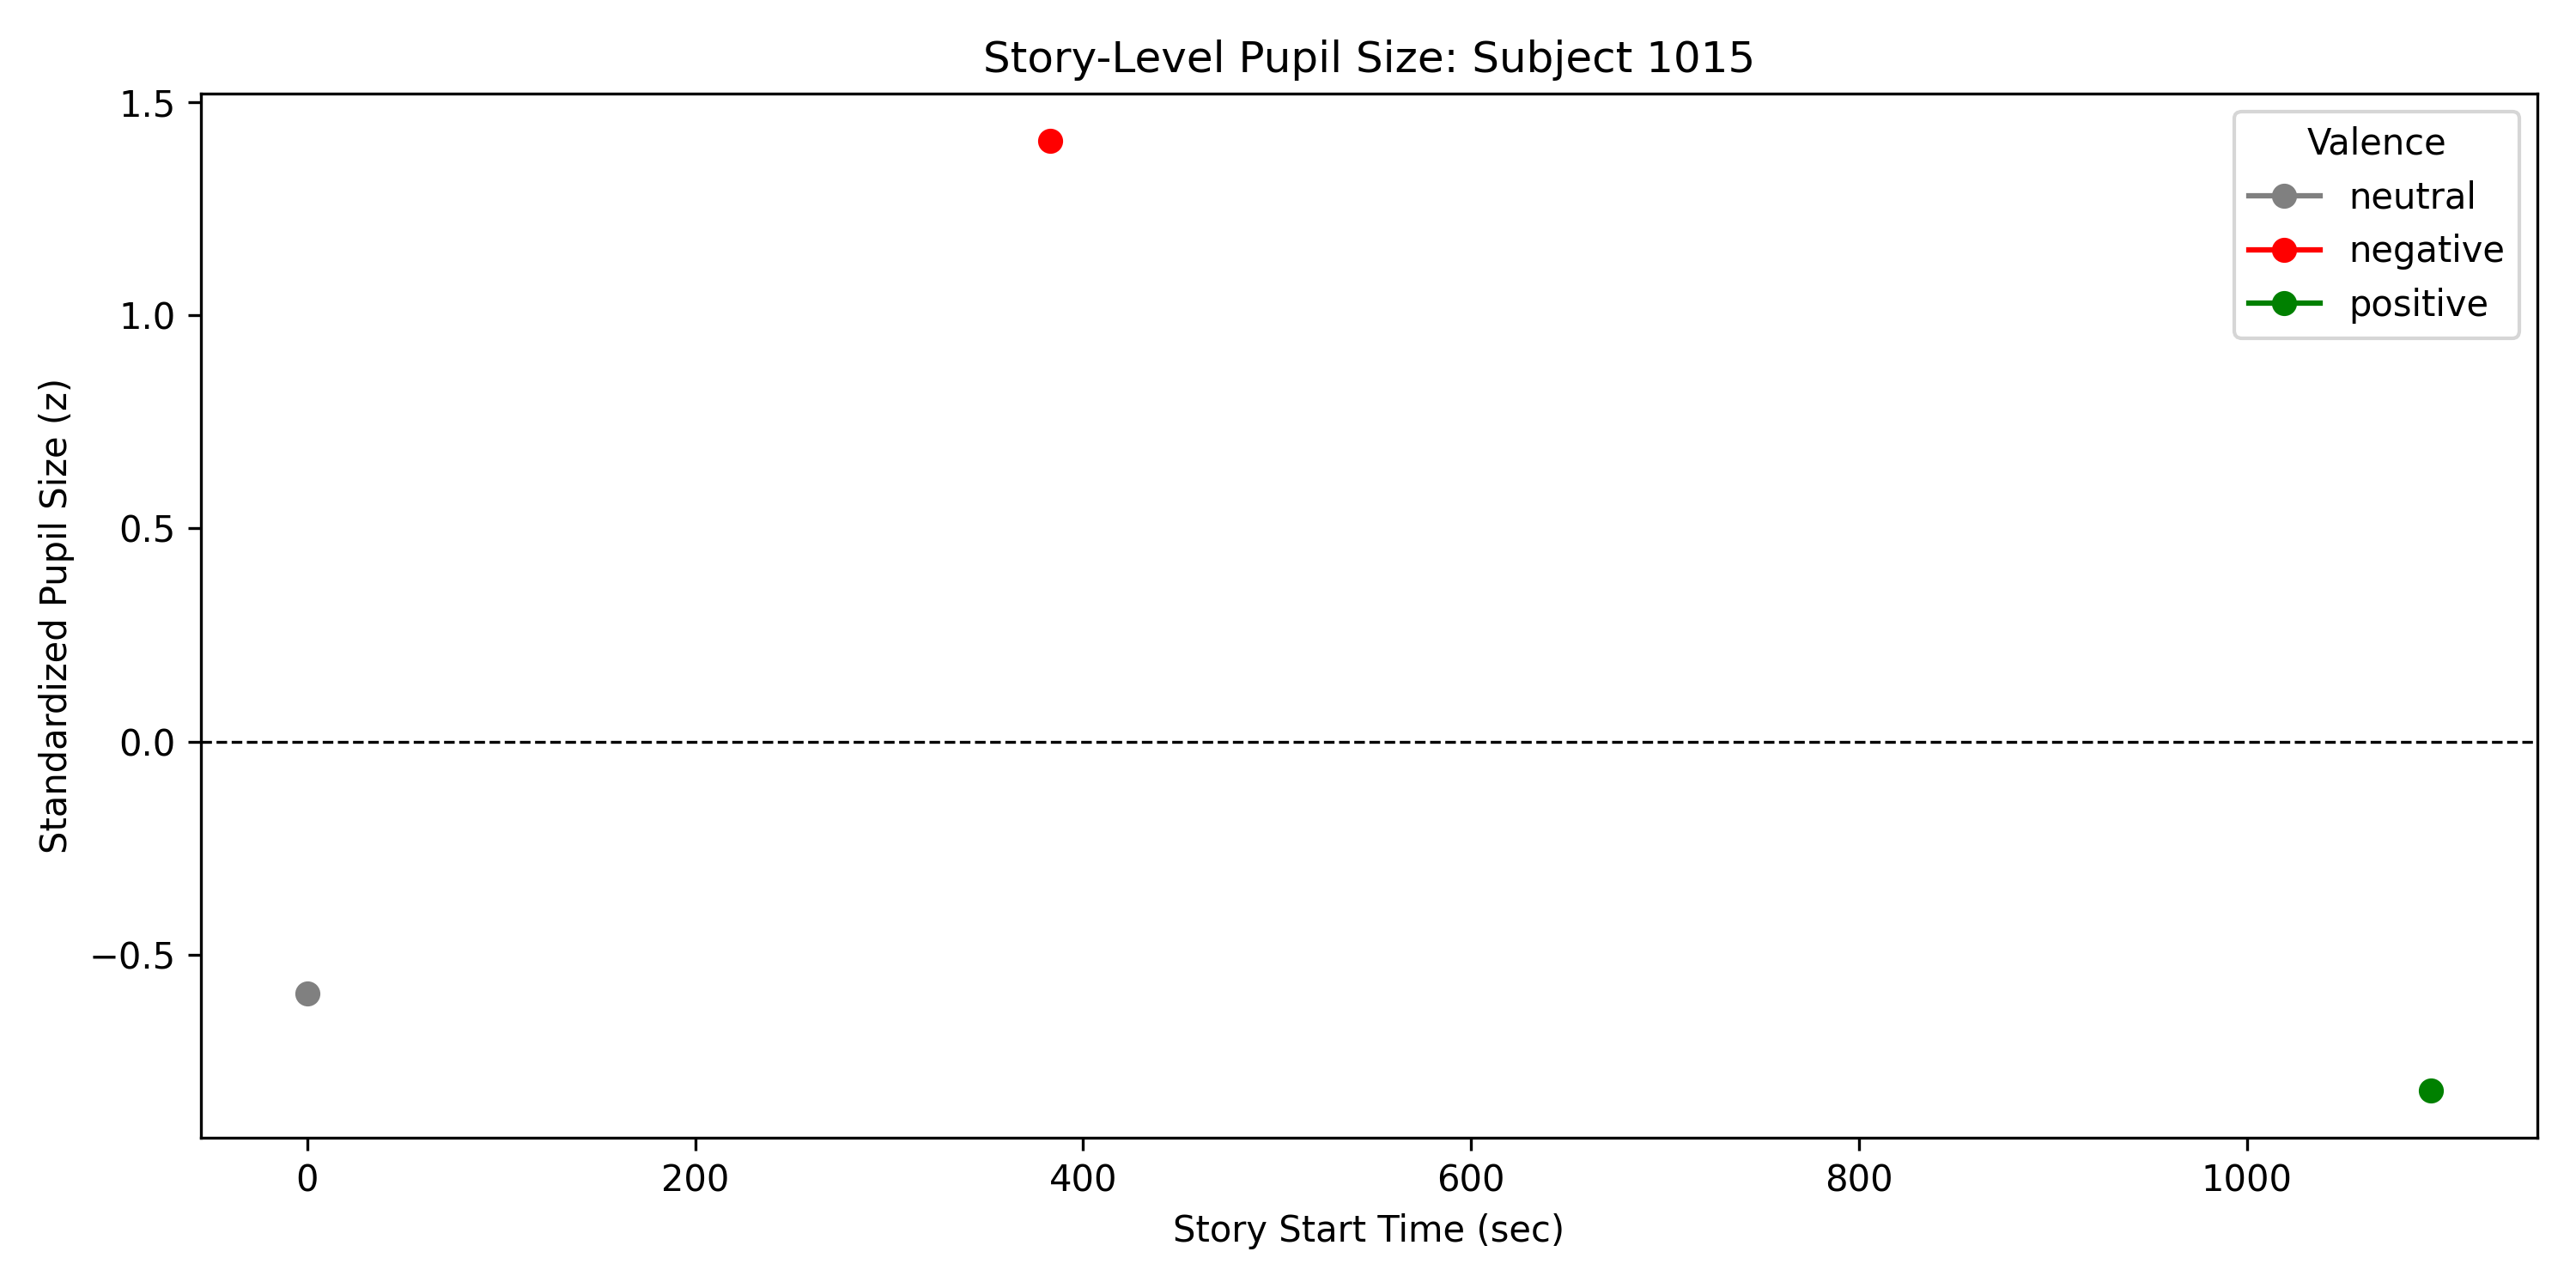 Story-Level Pupil Size: Subject 1015
Valence
neutral
negative
positive
Standardized Pupil Size (z)
1.5
1.0
0.5
0.0
−0.5
0 200 400 600 800 1000
Story Start Time (sec)